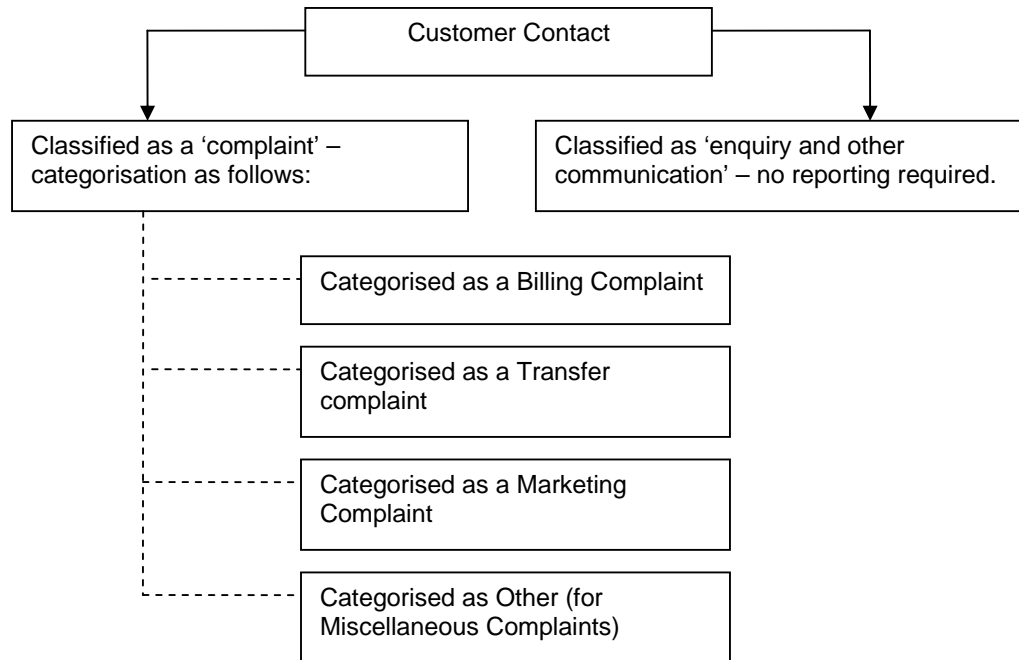 Customer Contact
Classified as a ‘complaint’ –
categorisation as follows:
Classified as ‘enquiry and other
communication’ – no reporting required.
Categorised as a Billing Complaint
Categorised as a Transfer
complaint
Categorised as a Marketing
Complaint
Categorised as Other (for
Miscellaneous Complaints)